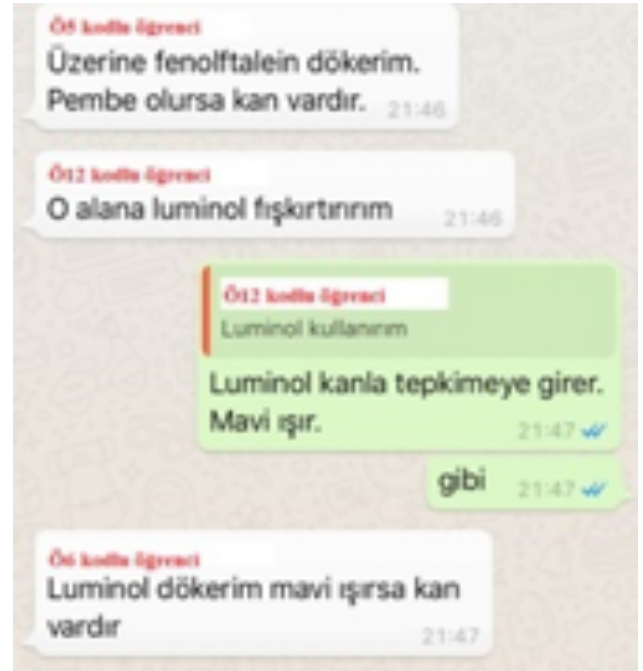 Ö5 kodlu öğrenci
Üzerine fenolftalein dökerim.
Pembe olursa kan vardır. 21:46
Ö12 kodlu öğrenci
O alana luminol fışkırtırırım 21:46
Ö12 kodlu öğrenci
Luminol kullanırım
Luminol kanla tepkimeye girer.
Mavi ışır. 21:47
gibi 21:47
Ö6 kodlu öğrenci
Luminol dökerim mavi ışırsa kan
vardır 21:47